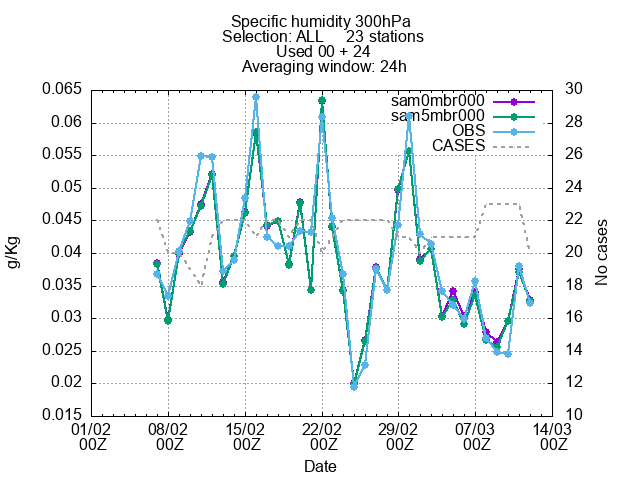 Specific humidity 300hPa
Selection: ALL 23 stations
Used 00 + 24
Averaging window: 24h
sam0mbr000
sam5mbr000
OBS
CASES
0.065
0.06
0.055
0.05
0.045
0.04
0.035
0.03
0.025
0.02
0.015
30
28
26
24
22
20
18
16
14
12
10
g/Kg
No cases
01/02 08/02 15/02 22/02 29/02 07/03 14/03
00Z 00Z 00Z 00Z 00Z 00Z 00Z
Date